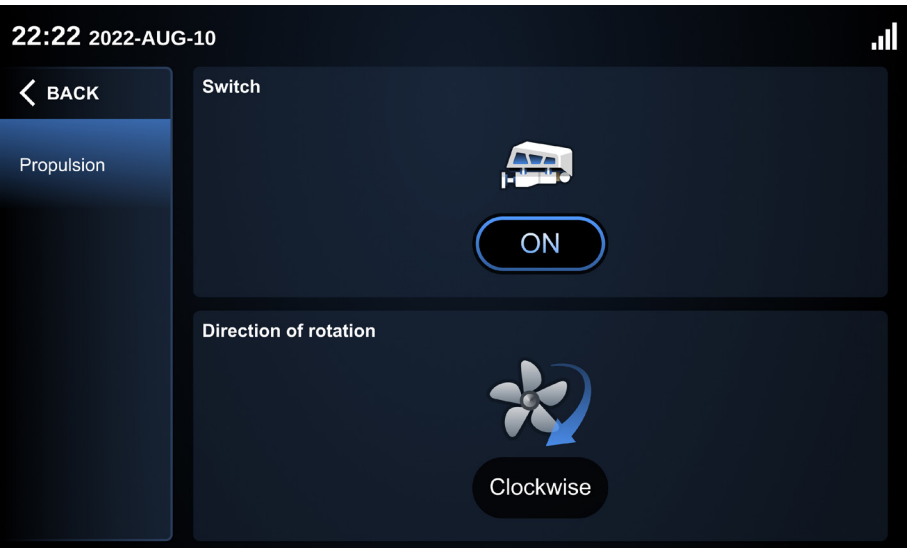 22:22 2022-AUG-10
BACK
Propulsion
Switch
ON
Direction of rotation
Clockwise